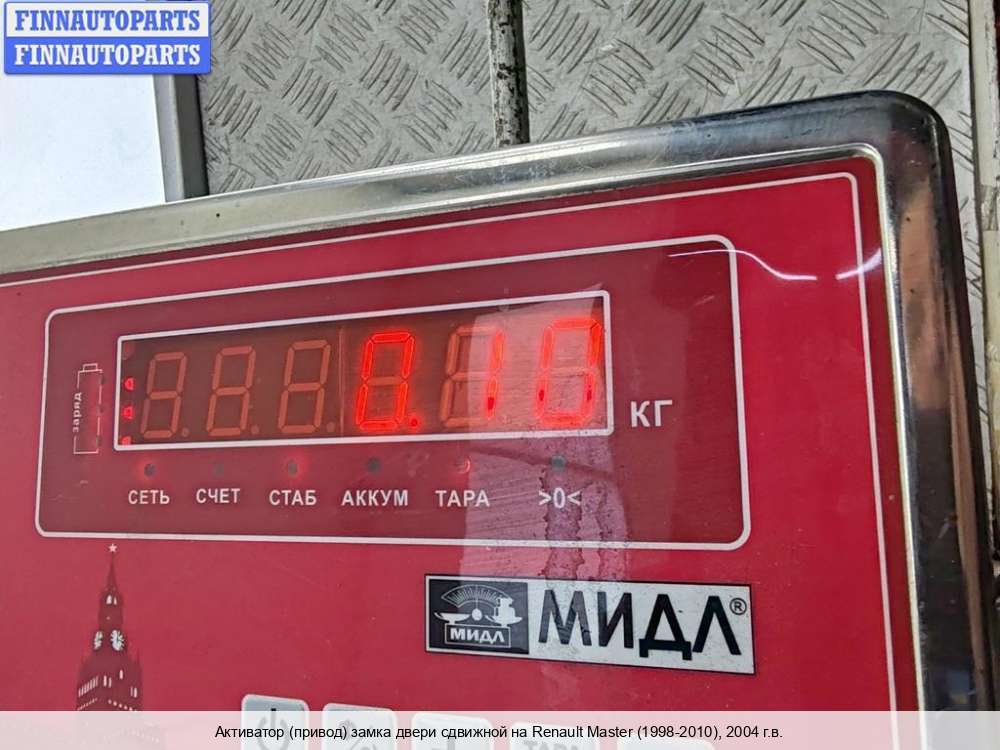 FINNAUTOPARTS
FINNAUTOPARTS
заряд
0.10
КГ
СЕТЬ СЧЕТ СТАБ АККУМ ТАРА >0<
МИДЛ МИДЛ®
Активатор (привод) замка двери сдвижной на Renault Master (1998-2010), 2004 г.в.